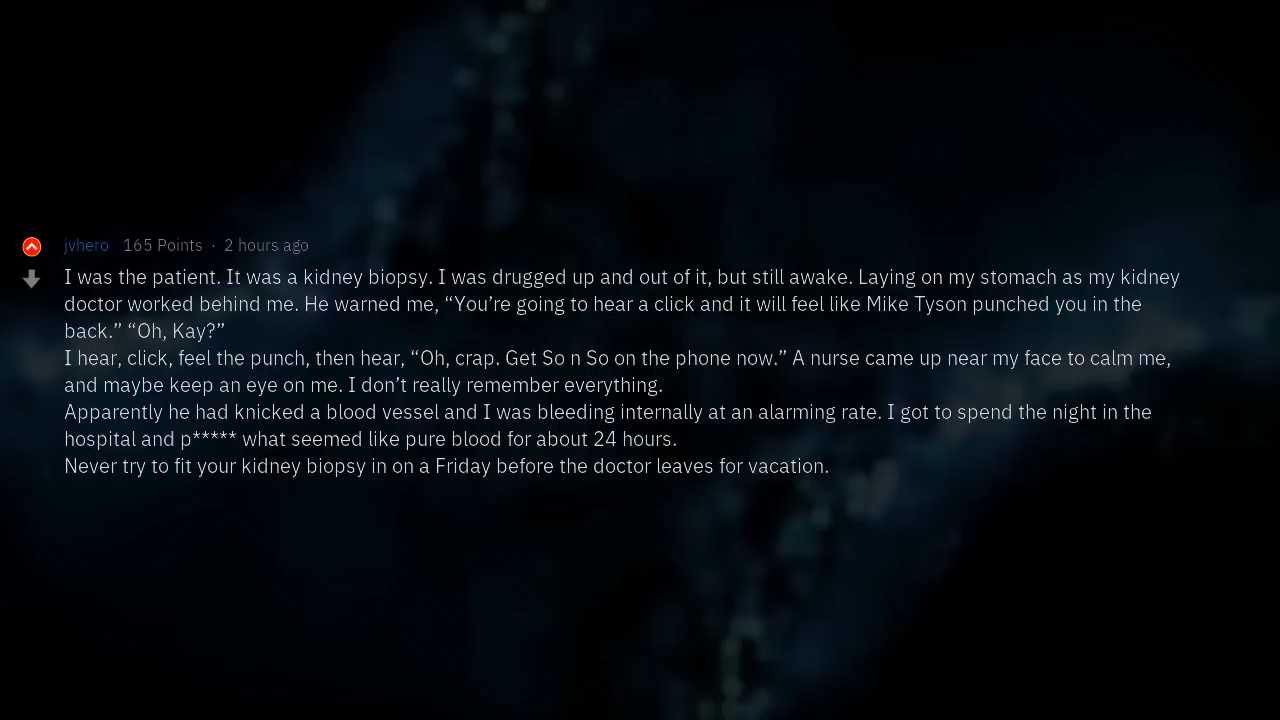 jvhero 165 Points · 2 hours ago
I was the patient. It was a kidney biopsy. I was drugged up and out of it, but still awake. Laying on my stomach as my kidney
doctor worked behind me. He warned me, “You’re going to hear a click and it will feel like Mike Tyson punched you in the
back.” “Oh, Kay?”
I hear, click, feel the punch, then hear, “Oh, crap. Get So n So on the phone now.” A nurse came up near my face to calm me,
and maybe keep an eye on me. I don’t really remember everything.
Apparently he had knicked a blood vessel and I was bleeding internally at an alarming rate. I got to spend the night in the
hospital and p***** what seemed like pure blood for about 24 hours.
Never try to fit your kidney biopsy in on a Friday before the doctor leaves for vacation.